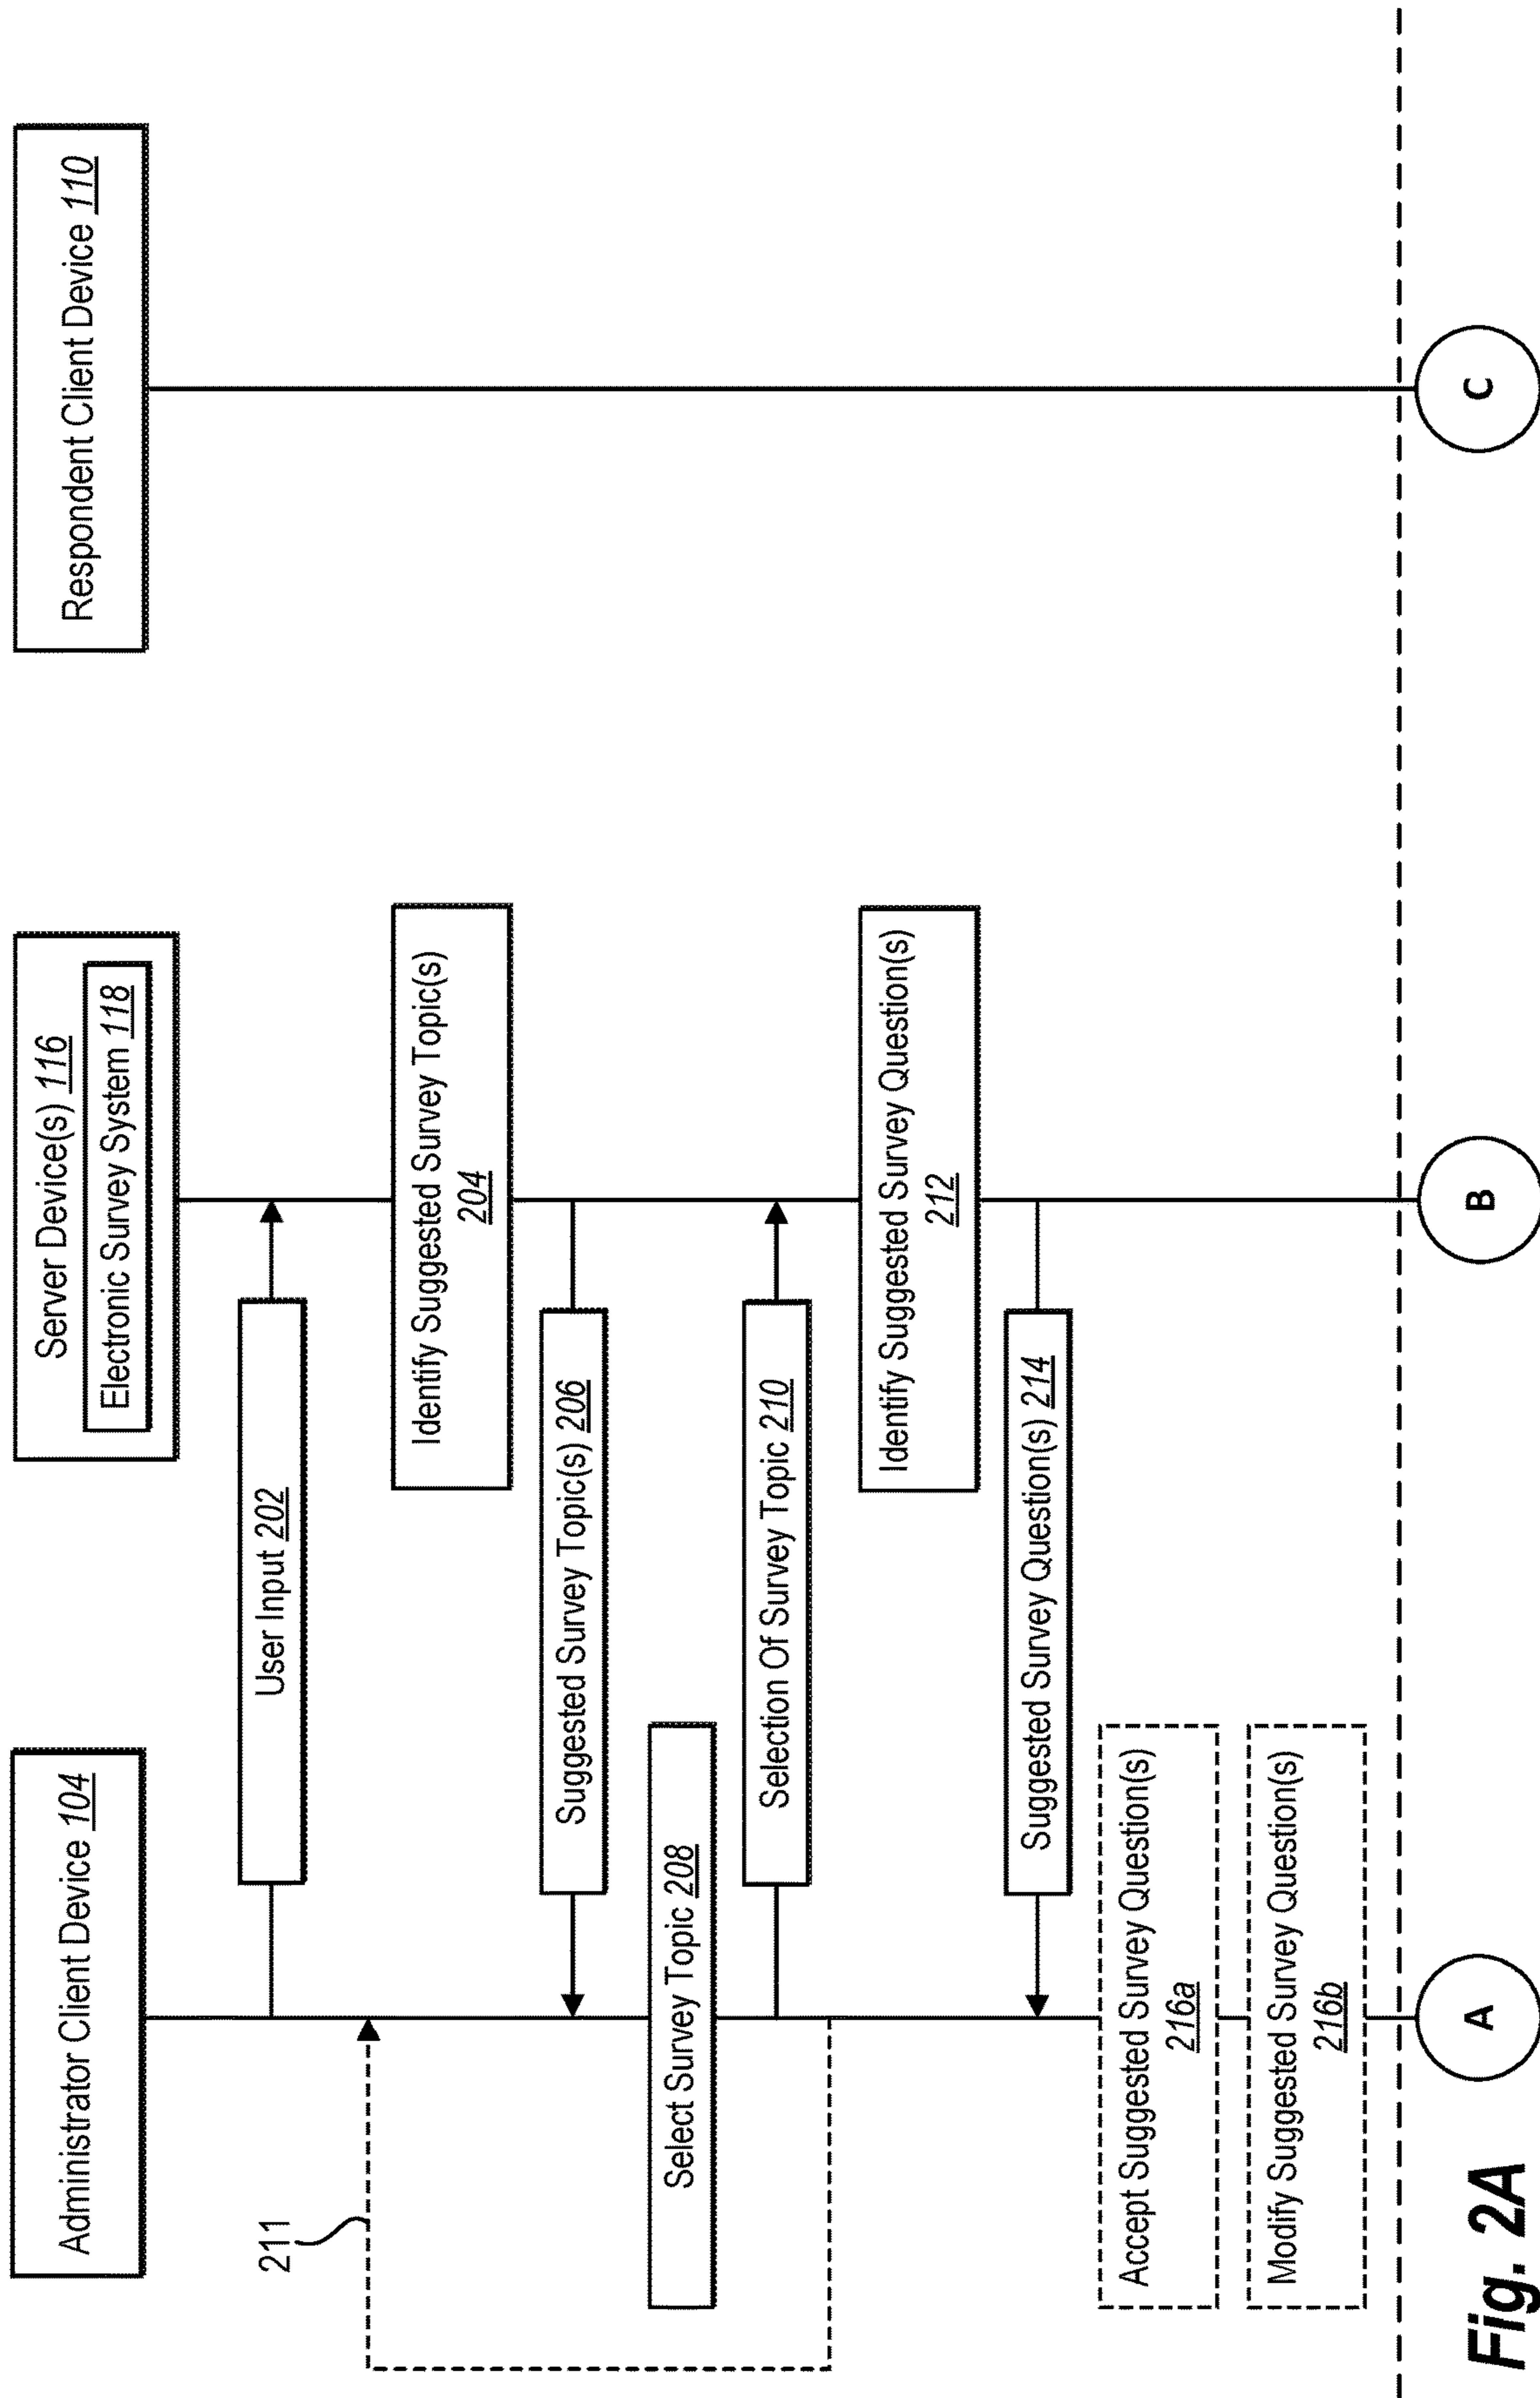 Administrator Client Device 104
Server Device(s) 116
Electronic Survey System 118
Respondent Client Device 110
User Input 202
211
Identify Suggested Survey Topic(s)
204
Suggested Survey Topic(s) 206
Select Survey Topic 208
Selection Of Survey Topic 210
Identify Suggested Survey Question(s)
212
Suggested Survey Question(s) 214
Accept Suggested Survey Question(s)
216a
Modify Suggested Survey Question(s)
216b
A
B
C
Fig. 2A